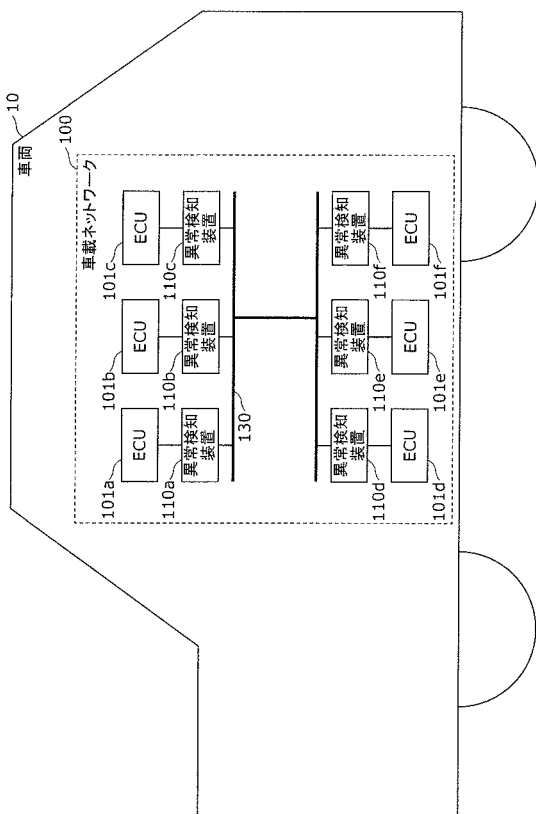 10
車両
100
車載ネットワーク
101a
ECU
101b
ECU
101c
ECU
110a
異常検知
装置
110b
異常検知
装置
110c
異常検知
装置
130
110d
異常検知
装置
110e
異常検知
装置
110f
異常検知
装置
101d
ECU
101e
ECU
101f
ECU